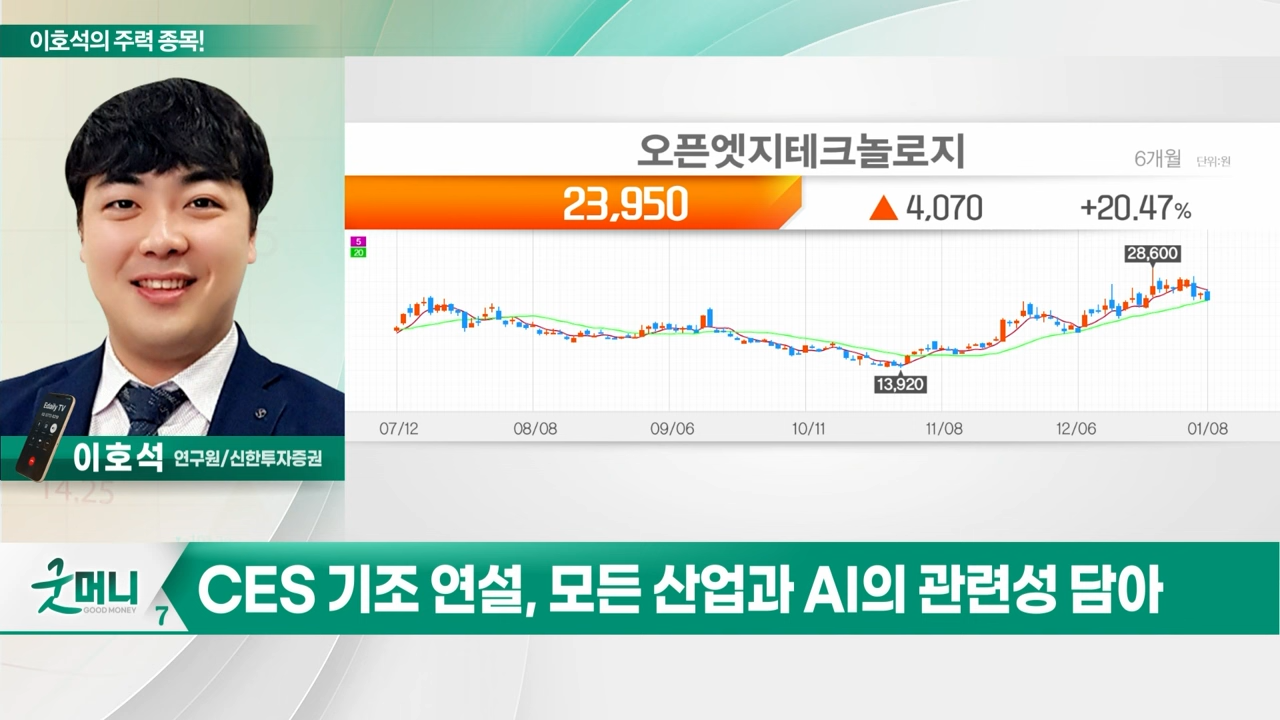 이호석의 주력 종목!
오픈엣지테크놀로지
6개월 단위:원
23,950 ▲ 4,070 +20.47%
5
20
28,600
13,920
07/12 08/08 09/06 10/11 11/08 12/06 01/08
Edaily TV
이호석 연구원/신한투자증권
14.25
굿머니
GOOD MONEY
7
CES 기조 연설, 모든 산업과 AI의 관련성 담아